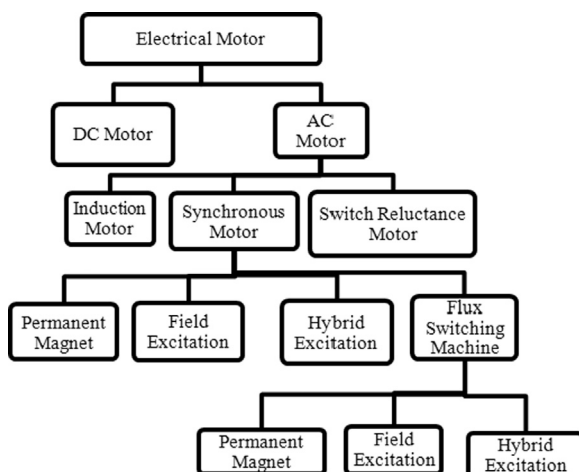 Electrical Motor
DC Motor
AC
Motor
Induction
Motor
Synchronous
Motor
Switch Reluctance
Motor
Permanent
Magnet
Field
Excitation
Hybrid
Excitation
Flux
Switching
Machine
Permanent
Magnet
Field
Excitation
Hybrid
Excitation